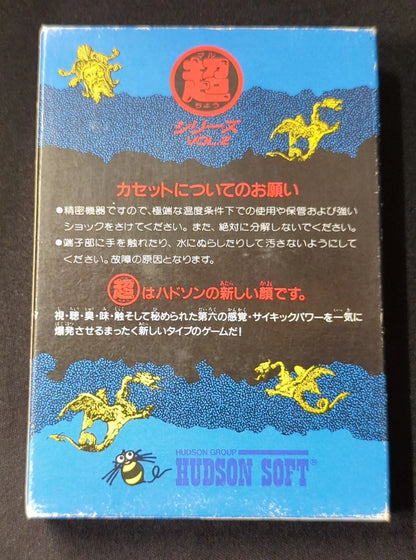 マル
超
ちょう
シリーズ
VOL.2
カセットについてのお願い
●精密機器ですので、極端な温度条件下での使用や保管および強い
ショックをさけてください。また、絶対に分解しないでください。
●端子部に手を触れたり、水にぬらしたりして汚さないようにして
ください。故障の原因となります。
超はハドソンの新しい顔です。
視・聴・臭・味・触そして秘められた第六の感覚・サイキックパワーを一気に
爆発させるまったく新しいタイプのゲームだ!
HUDSON GROUP
HUDSON SOFT®